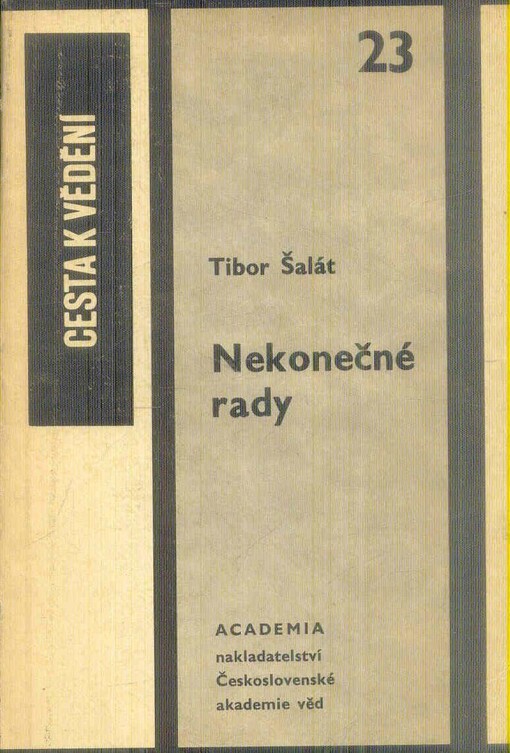 23
CESTA K VĚDĚNÍ
Tibor Šalát
Nekonečné
rady
ACADEMIA
nakladatelství
Československé
akademie věd